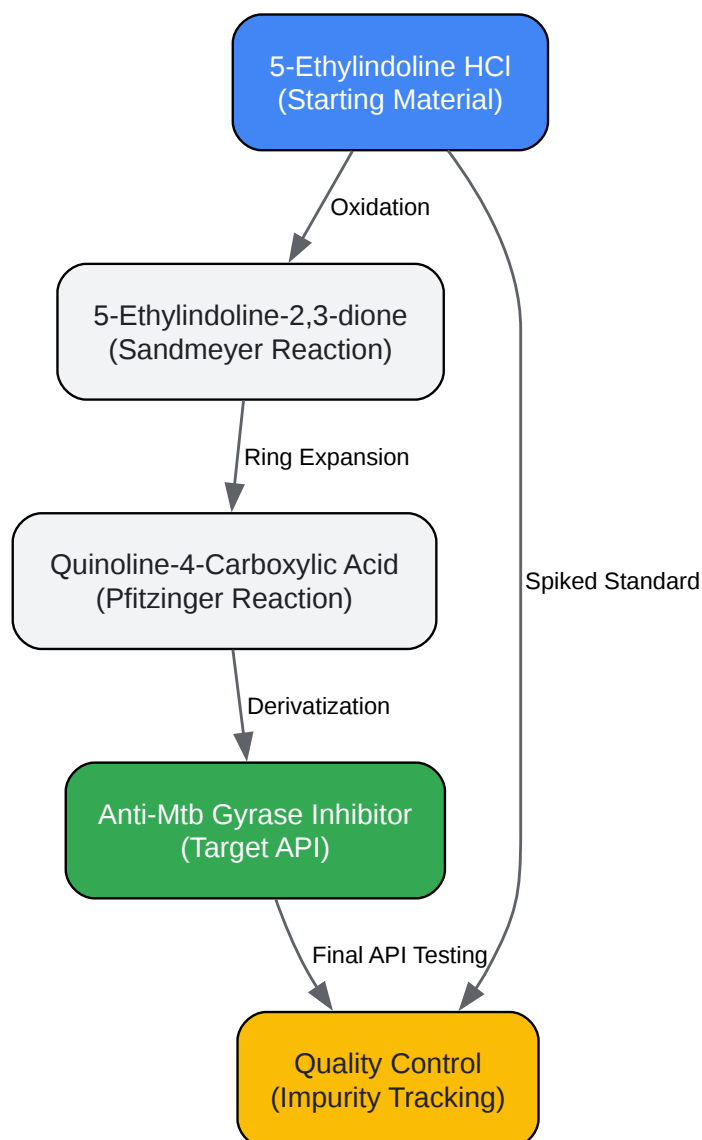 5-Ethylindoline HCl
(Starting Material)
Oxidation
5-Ethylindoline-2,3-dione
(Sandmeyer Reaction)
Ring Expansion
Quinoline-4-Carboxylic Acid
(Pfitzinger Reaction)
Spiked Standard
Derivatization
Anti-Mtb Gyrase Inhibitor
(Target API)
Final API Testing
Quality Control
(Impurity Tracking)